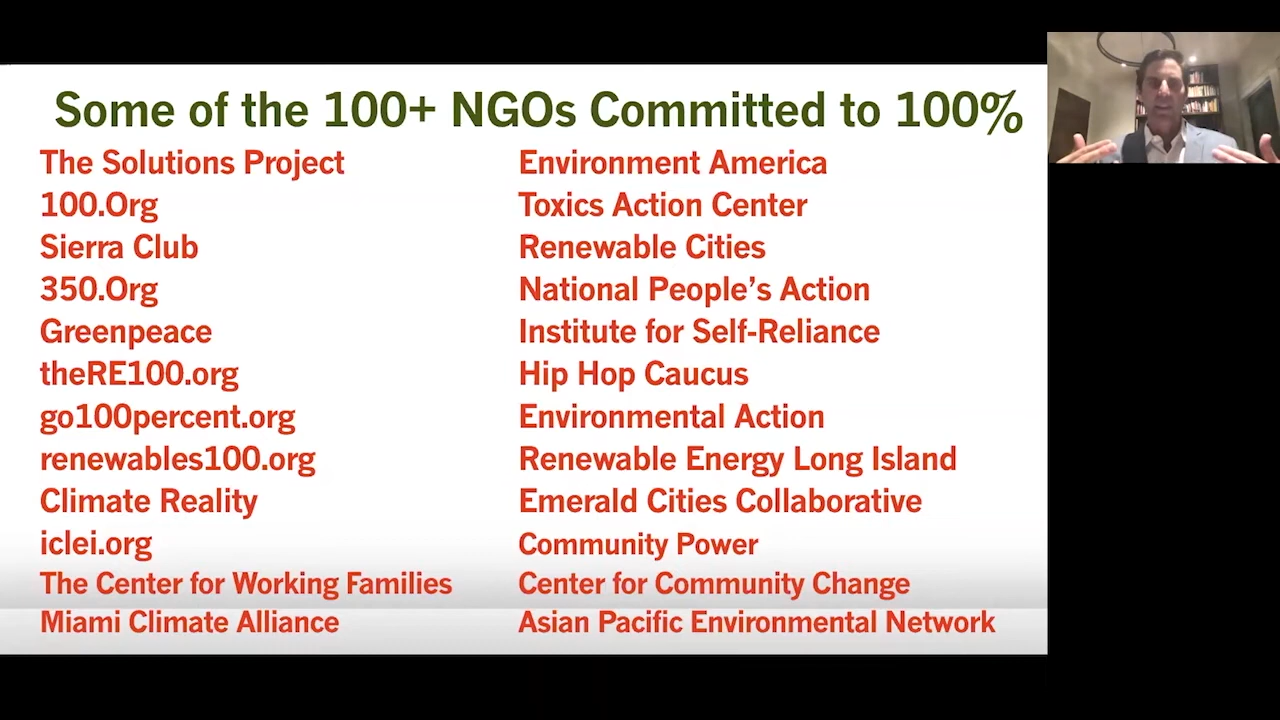 Some of the 100+ NGOs Committed to 100%
The Solutions Project
100.Org
Sierra Club
350.Org
Greenpeace
theRE100.org
go100percent.org
renewables100.org
Climate Reality
iclei.org
The Center for Working Families
Miami Climate Alliance
Environment America
Toxics Action Center
Renewable Cities
National People’s Action
Institute for Self-Reliance
Hip Hop Caucus
Environmental Action
Renewable Energy Long Island
Emerald Cities Collaborative
Community Power
Center for Community Change
Asian Pacific Environmental Network